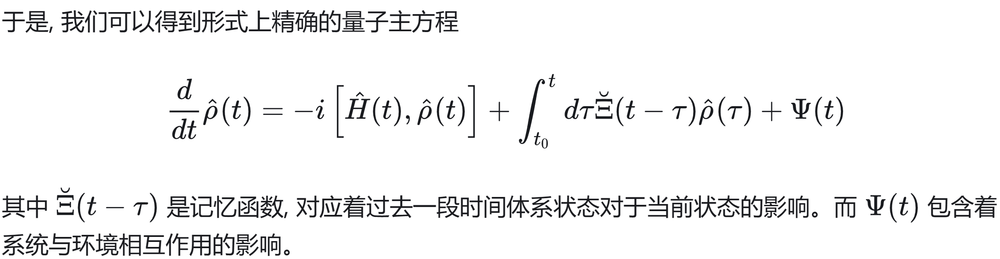 于是, 我们可以得到形式上精确的量子主方程
$$\frac{d}{dt}\hat{\rho}(t) = -i\left[\hat{H}(t), \hat{\rho}(t)\right] + \int_{t_0}^{t} d\tau \breve{\Xi}(t-\tau)\hat{\rho}(\tau) + \Psi(t)$$
其中 $\breve{\Xi}(t-\tau)$ 是记忆函数, 对应着过去一段时间体系状态对于当前状态的影响。而 $\Psi(t)$ 包含着
系统与环境相互作用的影响。